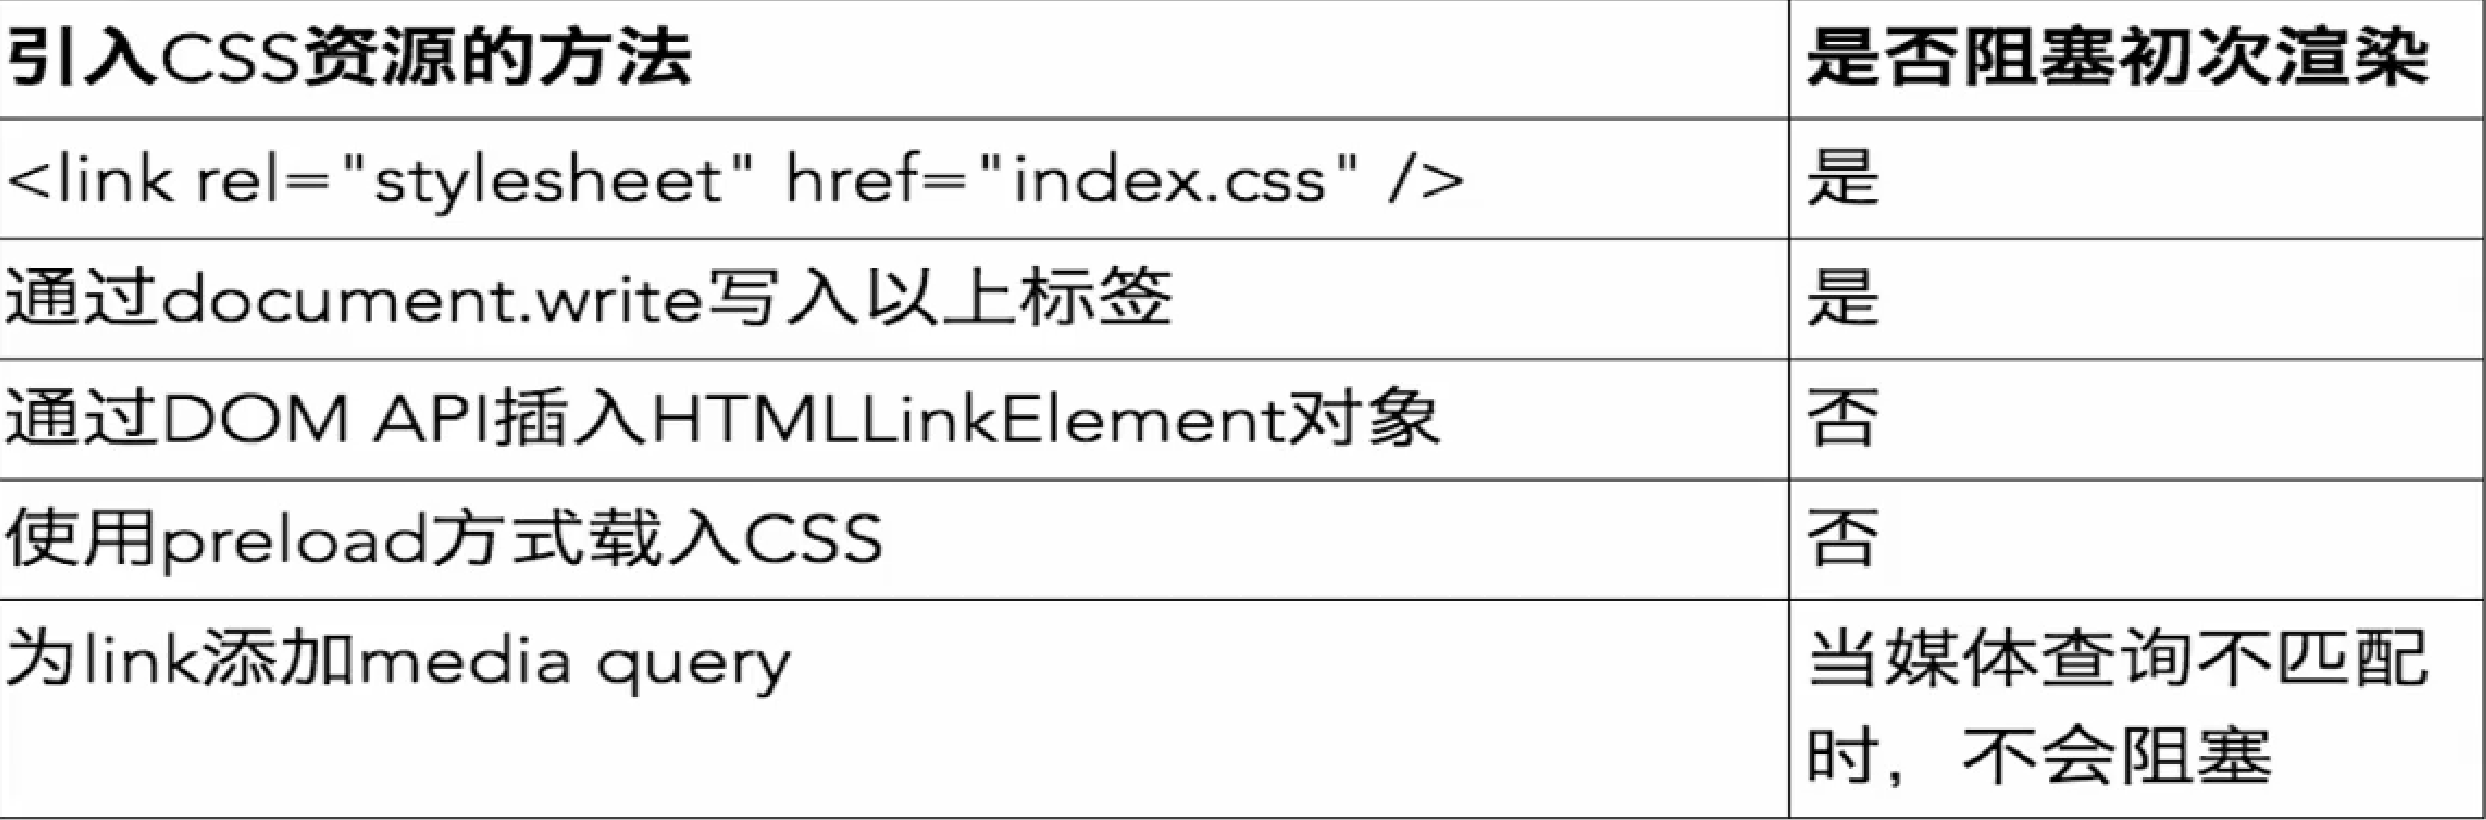 引入CSS资源的方法 是否阻塞初次渲染
<link rel="stylesheet" href="index.css" /> 是
通过document.write写入以上标签 是
通过DOM API插入HTMLLinkElement对象 否
使用preload方式载入CSS 否
为link添加media query 当媒体查询不匹配
时，不会阻塞